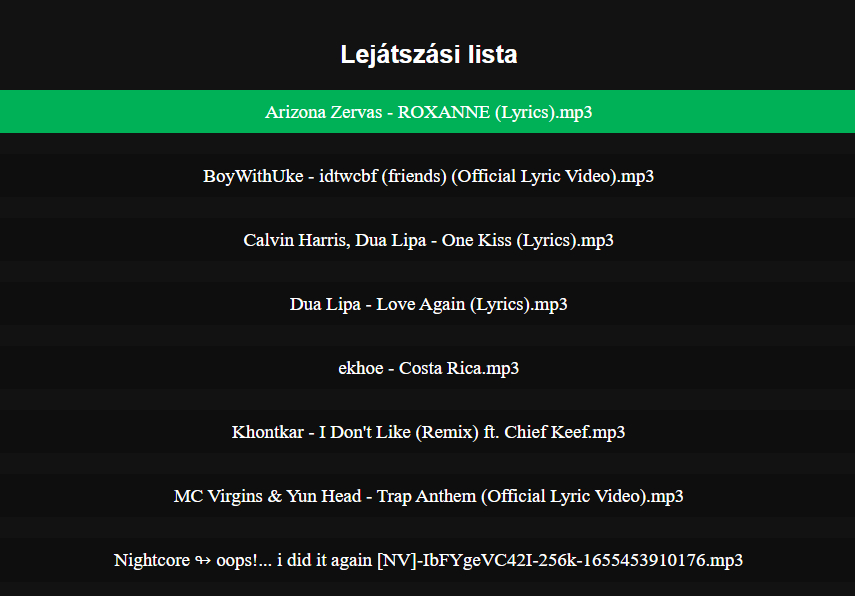 Lejátszási lista
Arizona Zervas - ROXANNE (Lyrics).mp3
BoyWithUke - idtwcbf (friends) (Official Lyric Video).mp3
Calvin Harris, Dua Lipa - One Kiss (Lyrics).mp3
Dua Lipa - Love Again (Lyrics).mp3
ekhoe - Costa Rica.mp3
Khontkar - I Don't Like (Remix) ft. Chief Keef.mp3
MC Virgins & Yun Head - Trap Anthem (Official Lyric Video).mp3
Nightcore ↬ oops!... i did it again [NV]-IbFYgeVC42I-256k-1655453910176.mp3